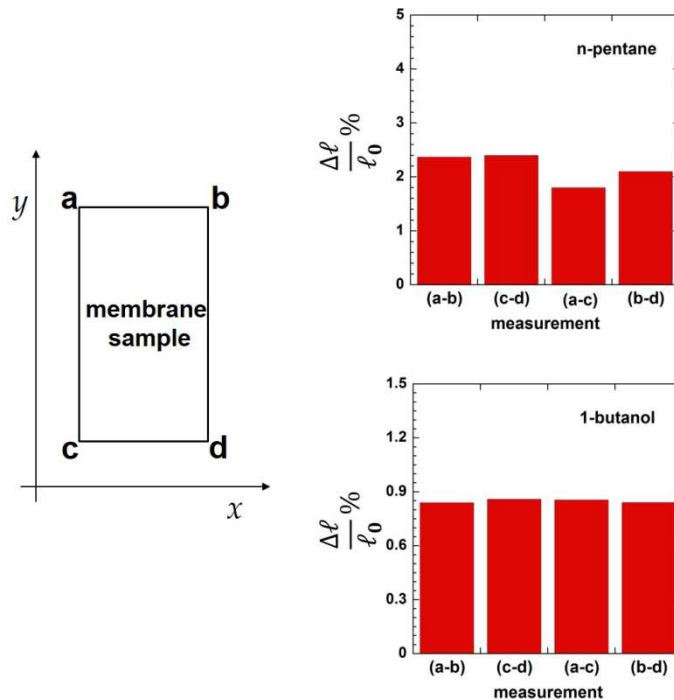 y
a
b
membrane
sample
c
d
x
n-pentane
Δℓ/ℓ₀ %
5
4
3
2
1
0
(a-b) (c-d) (a-c) (b-d)
measurement
1-butanol
Δℓ/ℓ₀ %
1.5
1.2
0.9
0.6
0.3
0
(a-b) (c-d) (a-c) (b-d)
measurement